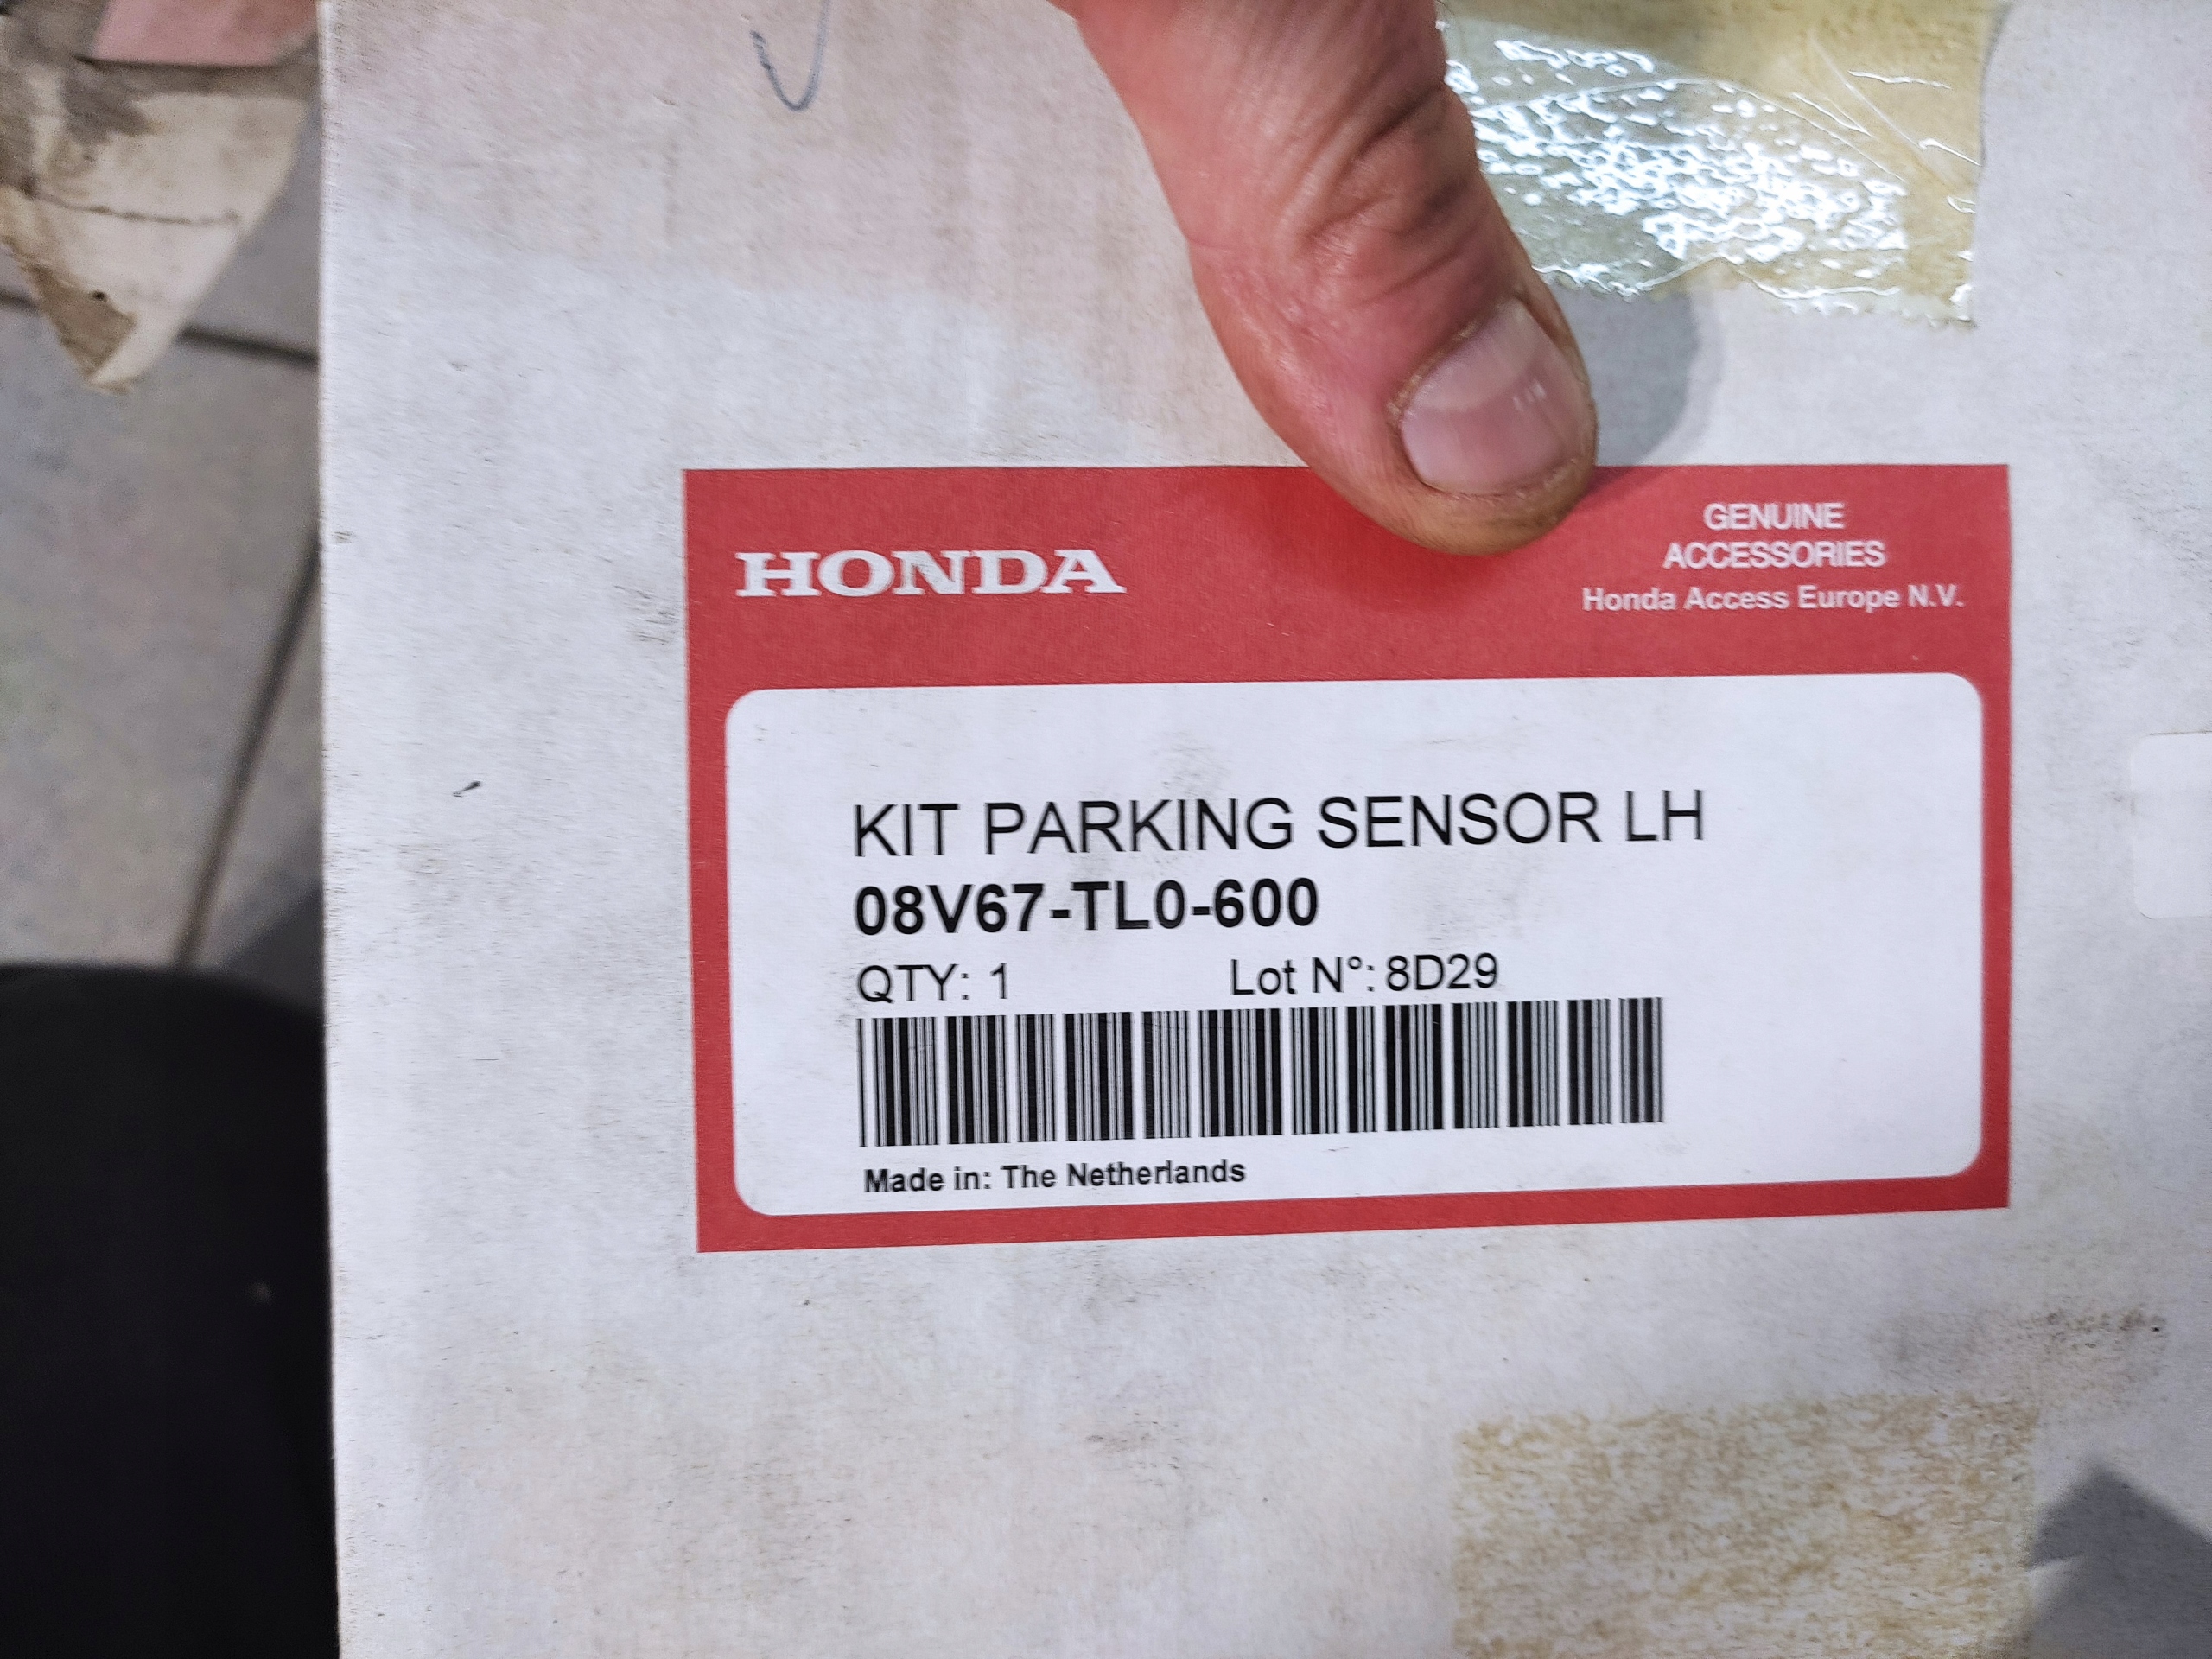 HONDA
GENUINE
ACCESSORIES
Honda Access Europe N.V.
KIT PARKING SENSOR LH
08V67-TL0-600
QTY: 1 Lot N°: 8D29
Made in: The Netherlands